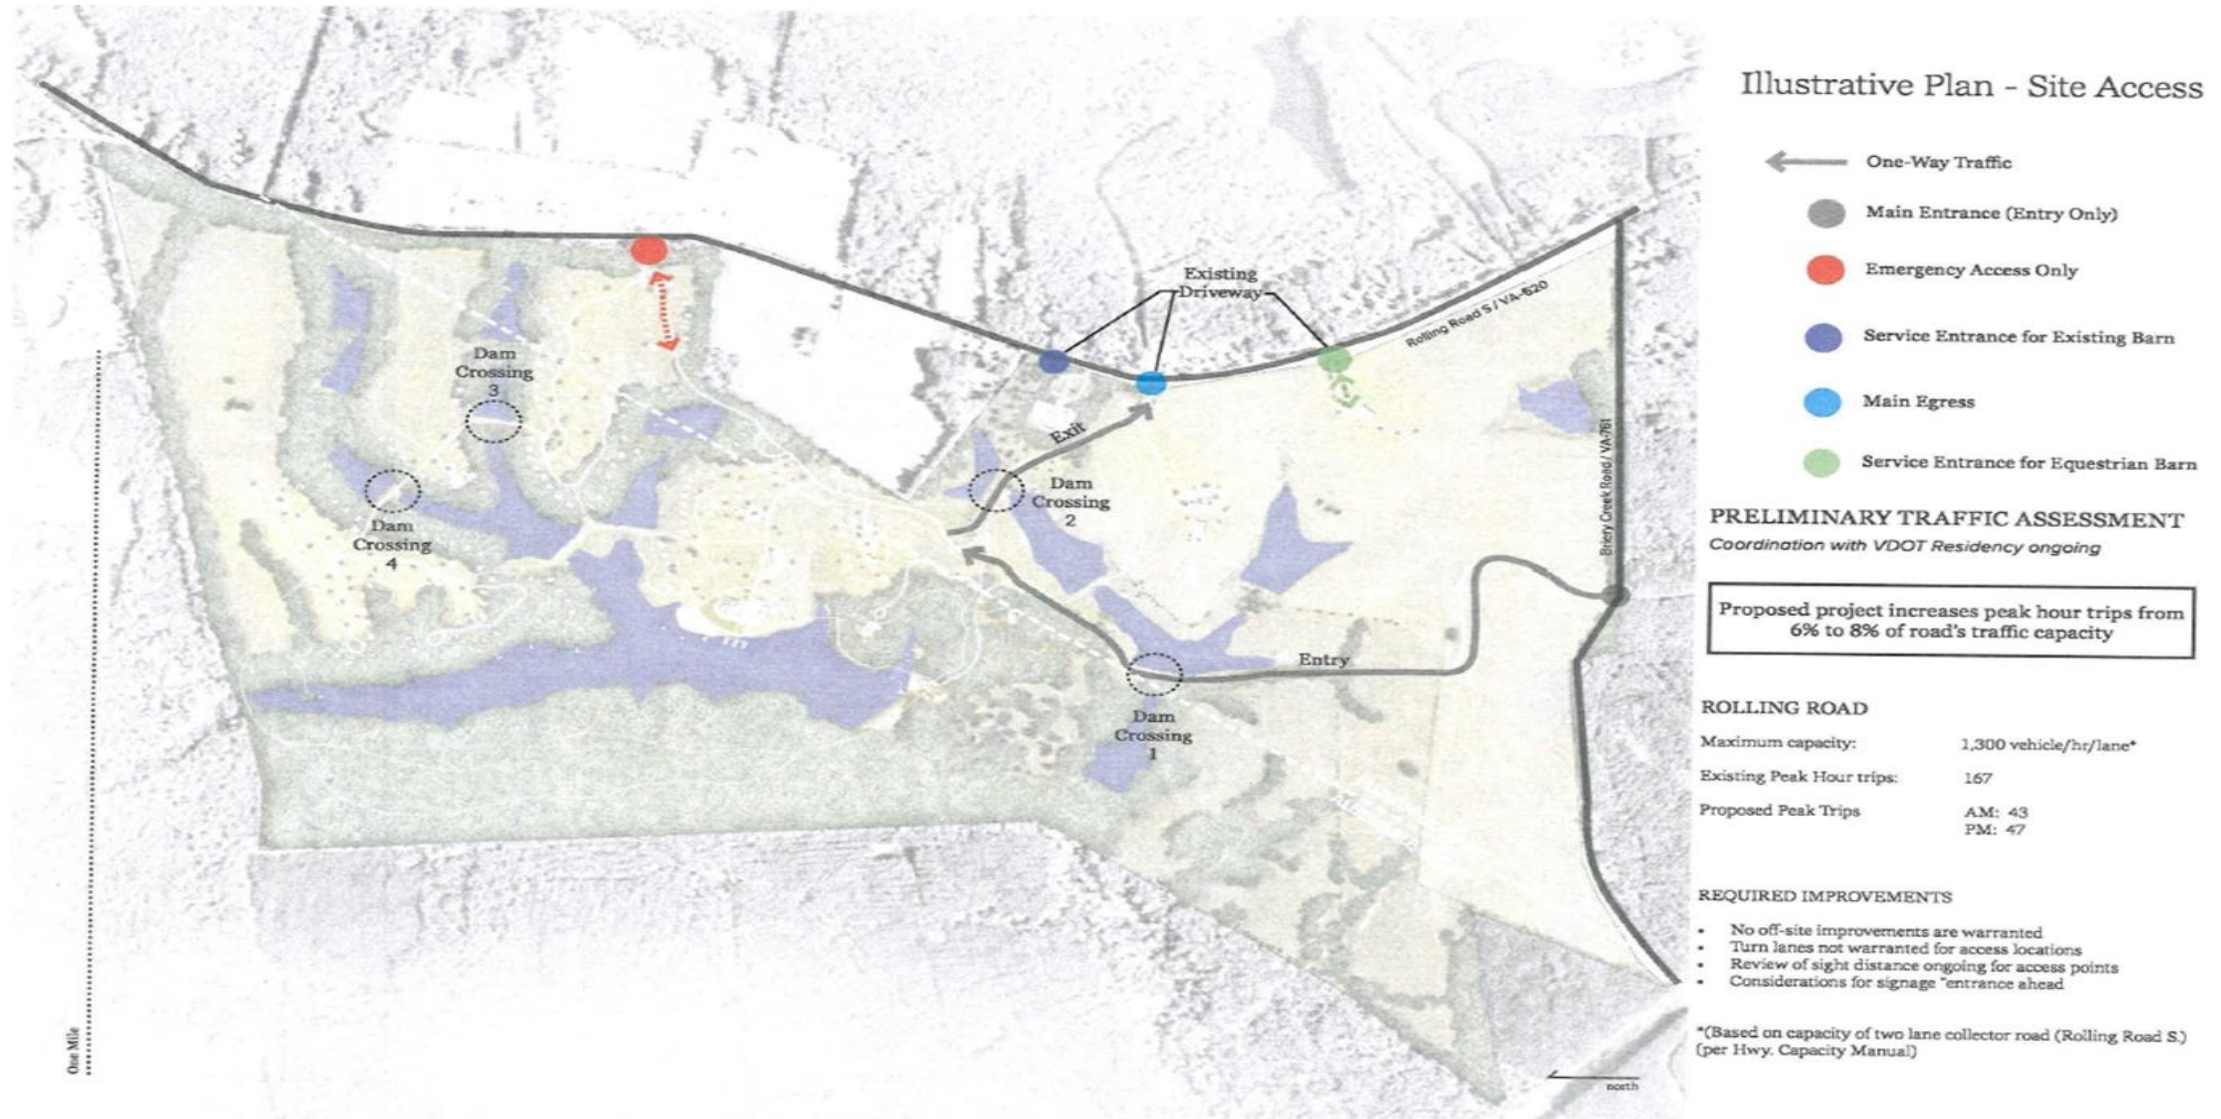 Illustrative Plan - Site Access
One-Way Traffic
Main Entrance (Entry Only)
Emergency Access Only
Service Entrance for Existing Barn
Main Egress
Service Entrance for Equestrian Barn
PRELIMINARY TRAFFIC ASSESSMENT
Coordination with VDOT Residency ongoing
Proposed project increases peak hour trips from
6% to 8% of road's traffic capacity
ROLLING ROAD
Maximum capacity: 1,300 vehicle/hr/lane*
Existing Peak Hour trips: 167
Proposed Peak Trips AM: 43
PM: 47
REQUIRED IMPROVEMENTS
• No off-site improvements are warranted
• Turn lanes not warranted for access locations
• Review of sight distance ongoing for access points
• Considerations for signage "entrance ahead
*(Based on capacity of two lane collector road (Rolling Road S.)
(per Hwy. Capacity Manual)
Existing
Driveway
Rolling Road S / VA-620
Briery Creek Road / VA-761
Dam
Crossing
3
Dam
Crossing
4
Exit
Dam
Crossing
2
Entry
Dam
Crossing
1
One Mile
north